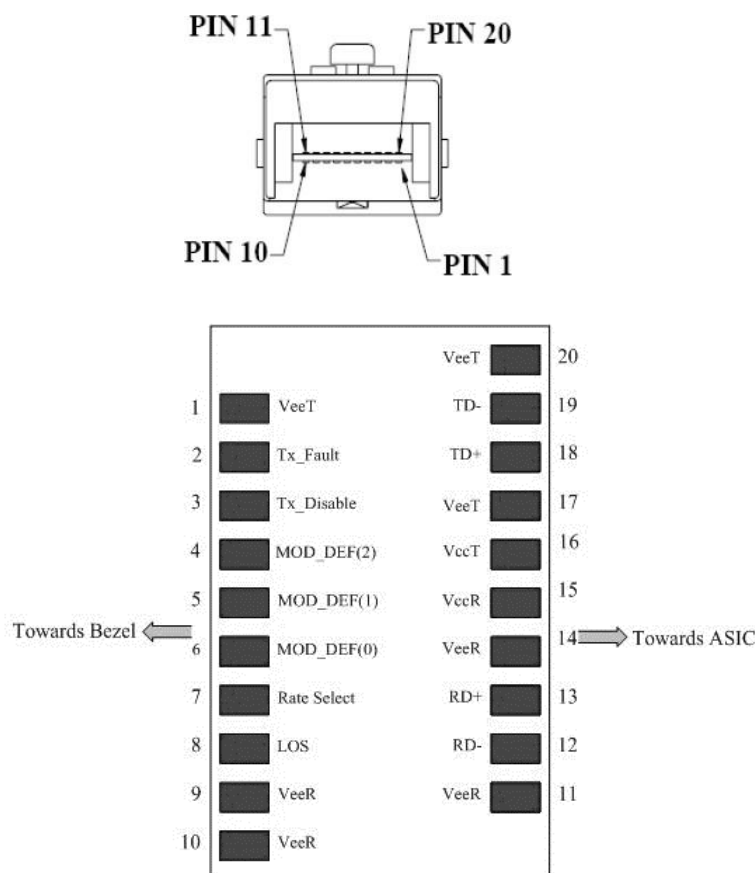 PIN 11
PIN 20
PIN 10
PIN 1
VeeT 20
1 VeeT TD- 19
2 Tx_Fault TD+ 18
3 Tx_Disable VeeT 17
4 MOD_DEF(2) VccT 16
5 MOD_DEF(1) VccR 15
Towards Bezel 6 MOD_DEF(0) VeeR 14 Towards ASIC
7 Rate Select RD+ 13
8 LOS RD- 12
9 VeeR VeeR 11
10 VeeR